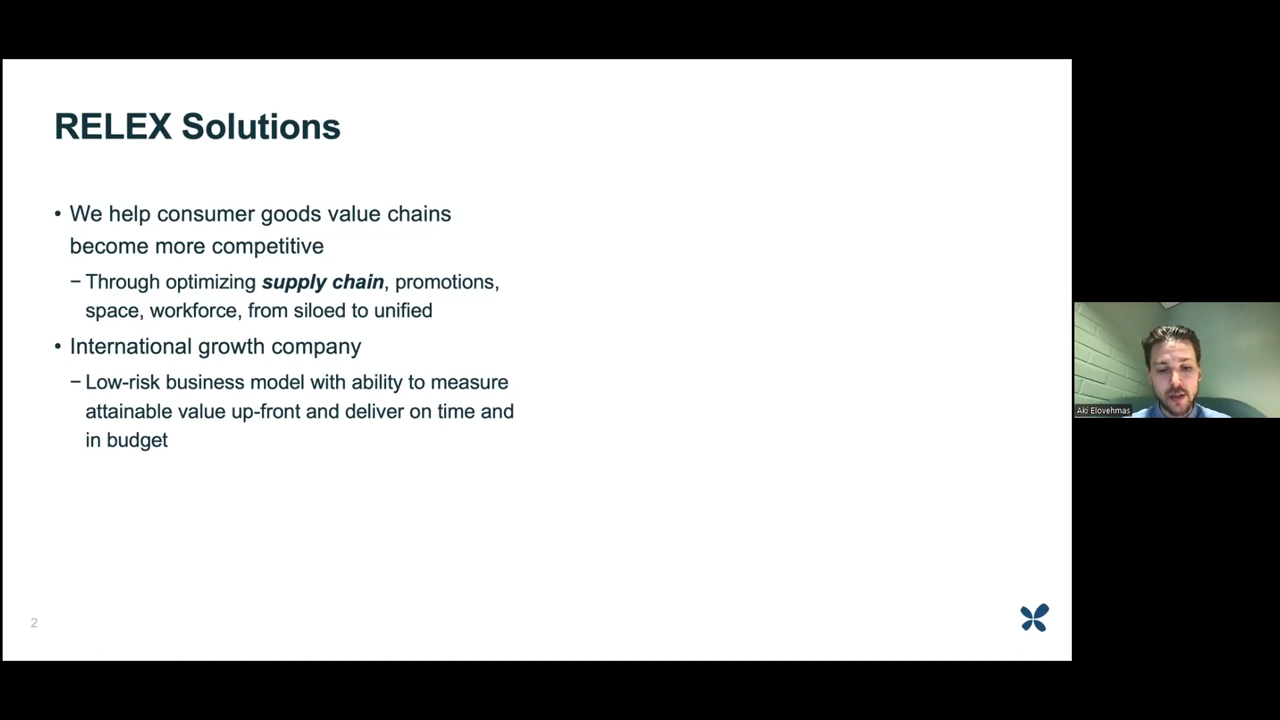 RELEX Solutions
• We help consumer goods value chains
become more competitive
– Through optimizing supply chain, promotions,
space, workforce, from siloed to unified
• International growth company
– Low-risk business model with ability to measure
attainable value up-front and deliver on time and
in budget
2
Aki Elovehmas